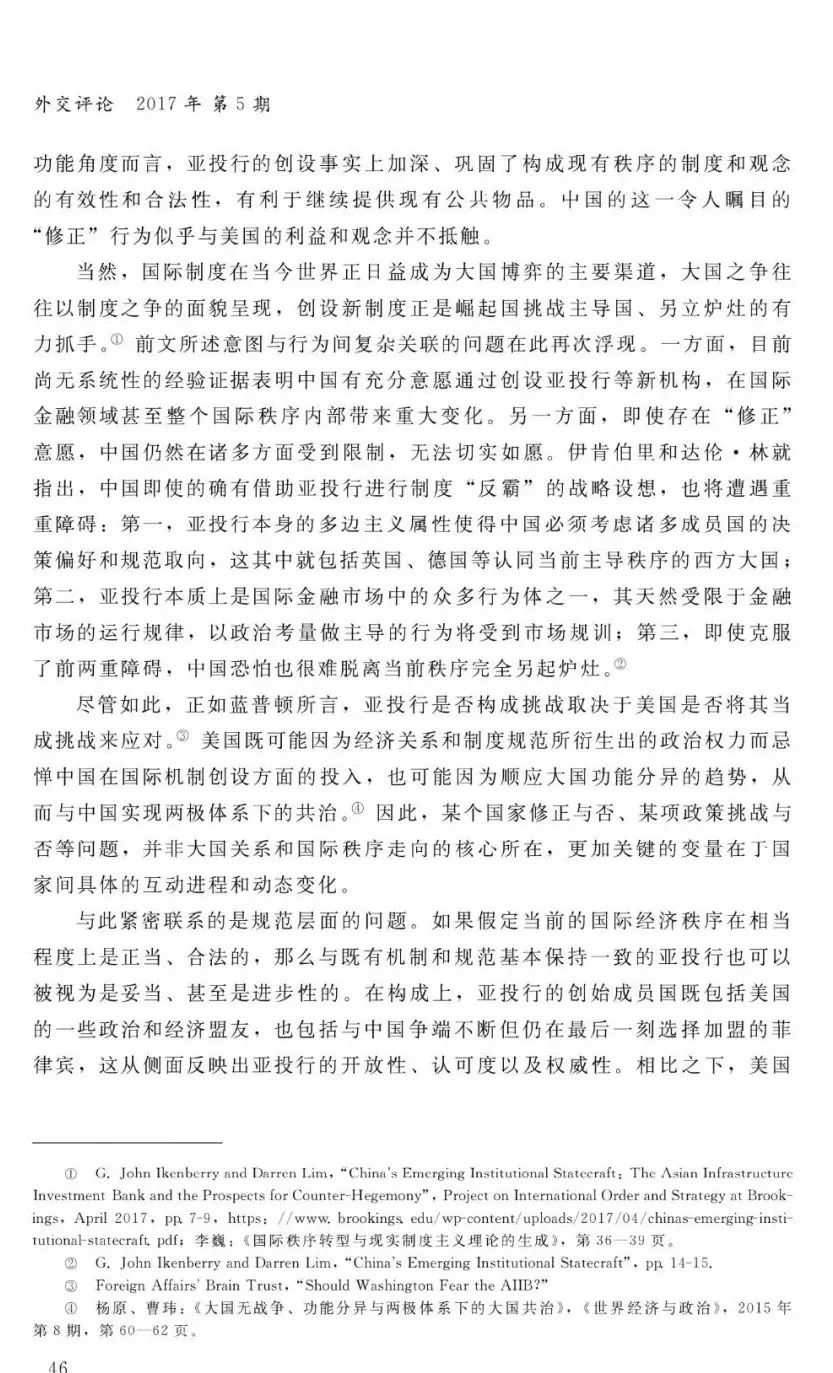 外交评论 2017 年 第 5 期
功能角度而言，亚投行的创设事实上加深、巩固了构成现有秩序的制度和观念
的有效性和合法性，有利于继续提供现有公共物品。中国的这一令人瞩目的
“修正”行为似乎与美国的利益和观念并不抵触。
当然，国际制度在当今世界正日益成为大国博弈的主要渠道，大国之争往
往以制度之争的面貌呈现，创设新制度正是崛起国挑战主导国、另立炉灶的有
力抓手。① 前文所述意图与行为间复杂关联的问题在此再次浮现。一方面，目前
尚无系统性的经验证据表明中国有充分意愿通过创设亚投行等新机构，在国际
金融领域甚至整个国际秩序内部带来重大变化。另一方面，即使存在“修正”
意愿，中国仍然在诸多方面受到限制，无法切实如愿。伊肯伯里和达伦·林就
指出，中国即使的确有借助亚投行进行制度“反霸”的战略设想，也将遭遇重
重障碍：第一，亚投行本身的多边主义属性使得中国必须考虑诸多成员国的决
策偏好和规范取向，这其中就包括英国、德国等认同当前主导秩序的西方大国；
第二，亚投行本质上是国际金融市场中的众多行为体之一，其天然受限于金融
市场的运行规律，以政治考量做主导的行为将受到市场规训；第三，即使克服
了前两重障碍，中国恐怕也很难脱离当前秩序完全另起炉灶。②
尽管如此，正如蓝普顿所言，亚投行是否构成挑战取决于美国是否将其当
成挑战来应对。③ 美国既可能因为经济关系和制度规范所衍生出的政治权力而忌
惮中国在国际机制创设方面的投入，也可能因为顺应大国功能分异的趋势，从
而与中国实现两极体系下的共治。④ 因此，某个国家修正与否、某项政策挑战与
否等问题，并非大国关系和国际秩序走向的核心所在，更加关键的变量在于国
家间具体的互动进程和动态变化。
与此紧密联系的是规范层面的问题。如果假定当前的国际经济秩序在相当
程度上是正当、合法的，那么与既有机制和规范基本保持一致的亚投行也可以
被视为是妥当、甚至是进步性的。在构成上，亚投行的创始成员国既包括美国
的一些政治和经济盟友，也包括与中国争端不断但仍在最后一刻选择加盟的菲
律宾，这从侧面反映出亚投行的开放性、认可度以及权威性。相比之下，美国
① G. John Ikenberry and Darren Lim, “China's Emerging Institutional Statecraft: The Asian Infrastructure
Investment Bank and the Prospects for Counter-Hegemony”, Project on International Order and Strategy at Brook-
ings, April 2017, pp. 7-9, https: //www. brookings. edu/wp-content/uploads/2017/04/chinas-emerging-insti-
tutional-statecraft. pdf; 李巍：《国际秩序转型与现实制度主义理论的生成》，第 36—39 页。
② G. John Ikenberry and Darren Lim, “China's Emerging Institutional Statecraft”, pp. 14-15.
③ Foreign Affairs' Brain Trust, “Should Washington Fear the AIIB?”
④ 杨原、曹玮：《大国无战争、功能分异与两极体系下的大国共治》，《世界经济与政治》，2015 年
第 8 期，第 60—62 页。
46